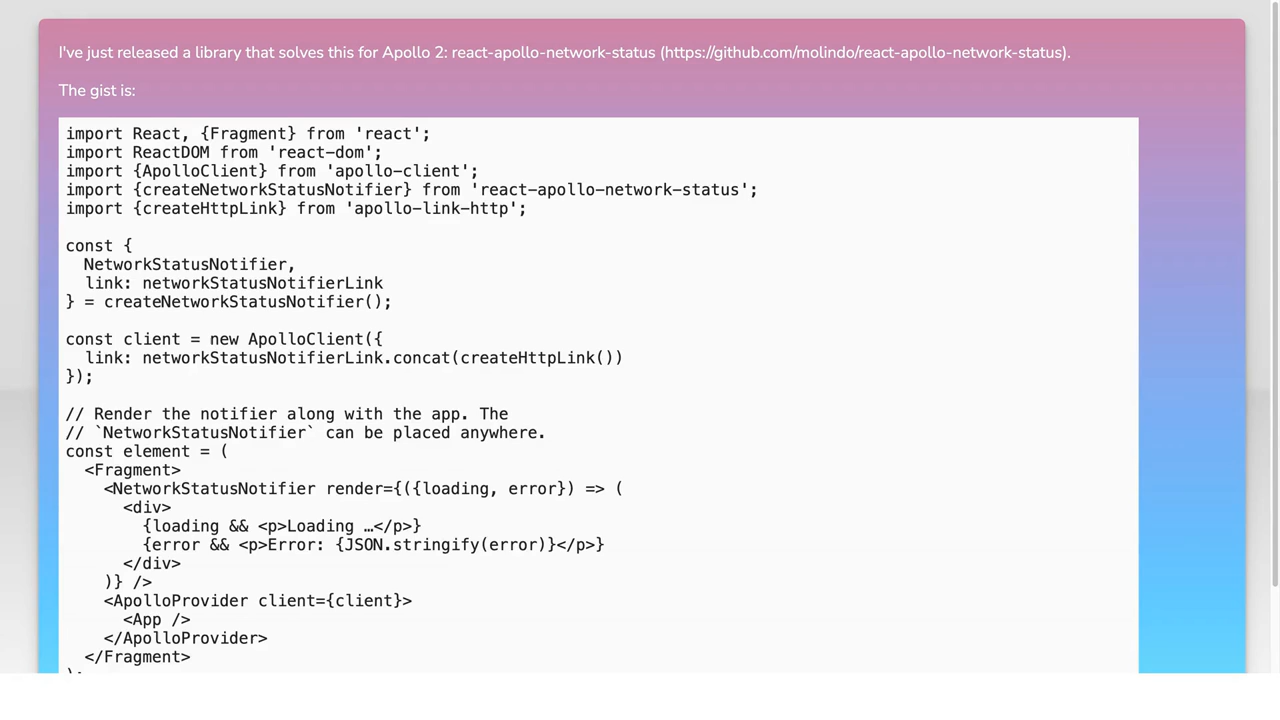 I've just released a library that solves this for Apollo 2: react-apollo-network-status (https://github.com/molindo/react-apollo-network-status).
The gist is:
import React, {Fragment} from 'react';
import ReactDOM from 'react-dom';
import {ApolloClient} from 'apollo-client';
import {createNetworkStatusNotifier} from 'react-apollo-network-status';
import {createHttpLink} from 'apollo-link-http';
const {
  NetworkStatusNotifier,
  link: networkStatusNotifierLink
} = createNetworkStatusNotifier();
const client = new ApolloClient({
  link: networkStatusNotifierLink.concat(createHttpLink())
});
// Render the notifier along with the app. The
// `NetworkStatusNotifier` can be placed anywhere.
const element = (
  <Fragment>
    <NetworkStatusNotifier render={({loading, error}) => (
      <div>
        {loading && <p>Loading …</p>}
        {error && <p>Error: {JSON.stringify(error)}</p>}
      </div>
    )} />
    <ApolloProvider client={client}>
      <App />
    </ApolloProvider>
  </Fragment>